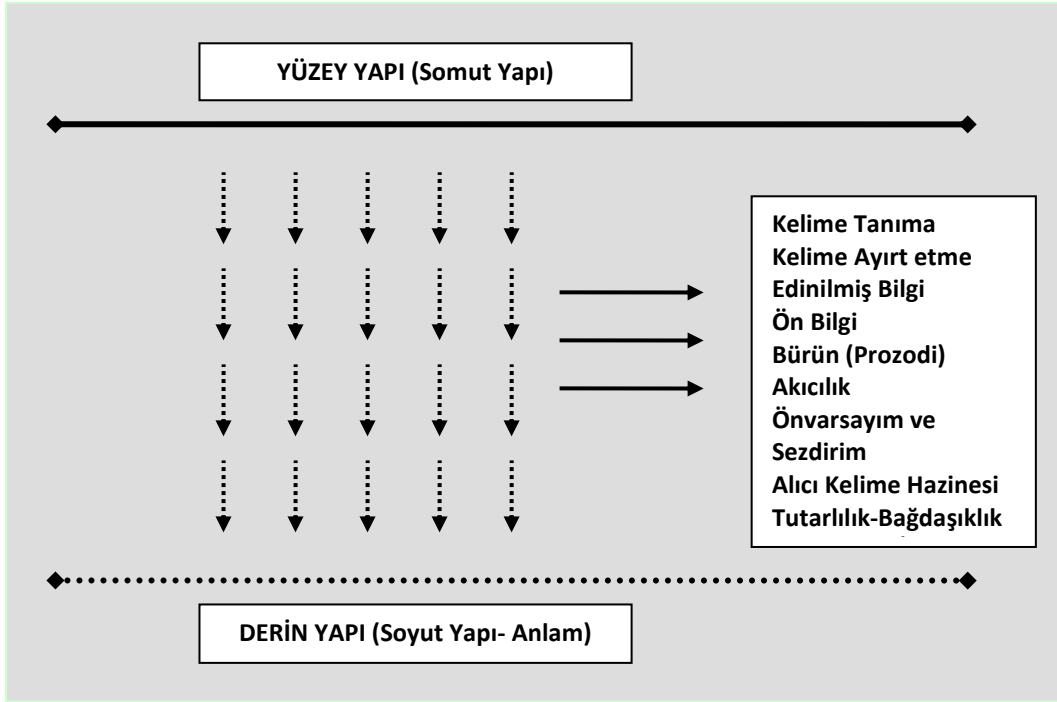 YÜZEY YAPI (Somut Yapı)
Kelime Tanıma
Kelime Ayırt etme
Edinilmiş Bilgi
Ön Bilgi
Bürün (Prozodi)
Akıcılık
Önvarsayım ve
Sezdirim
Alıcı Kelime Hazinesi
Tutarlılık-Bağdaşıklık
DERİN YAPI (Soyut Yapı- Anlam)